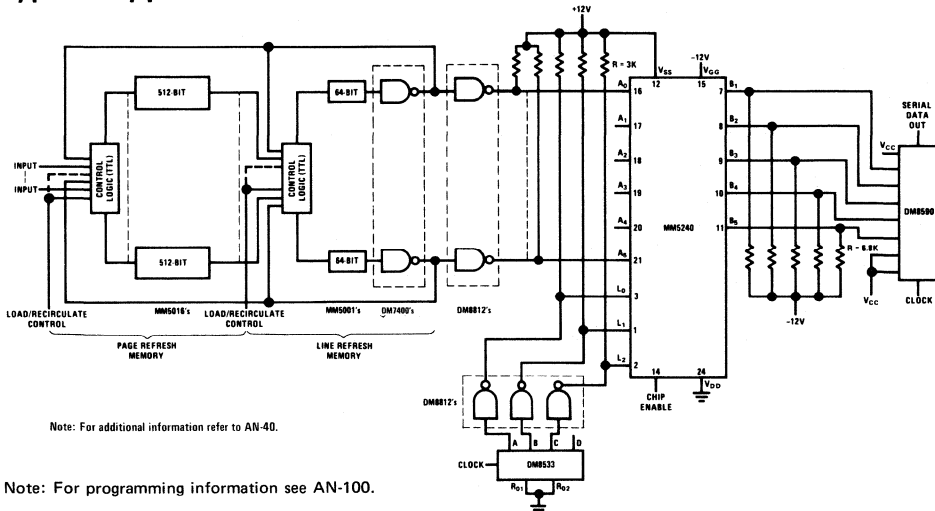 +12V
R = 3K
VSS
12
-12V
VGG
15
A0
16
A1
17
A2
18
A3
19
A4
20
A6
21
L0
3
L1
1
L2
2
MM5240
B1
7
B2
8
B3
9
B4
10
B5
11
R - 6.8K
-12V
14
CHIP
ENABLE
24
VDD
SERIAL
DATA
OUT
VCC
DM8590
VCC
CLOCK
512-BIT
512-BIT
64-BIT
64-BIT
INPUT
INPUT
CONTROL
LOGIC (TTL)
CONTROL
LOGIC (TTL)
LOAD/RECIRCULATE
CONTROL
MM5016's
LOAD/RECIRCULATE
CONTROL
MM5001's
DM7400's
DM8812's
PAGE REFRESH
MEMORY
LINE REFRESH
MEMORY
DM8812's
A
B
C
D
CLOCK
DM8533
R01
R02
Note: For additional information refer to AN-40.
Note: For programming information see AN-100.